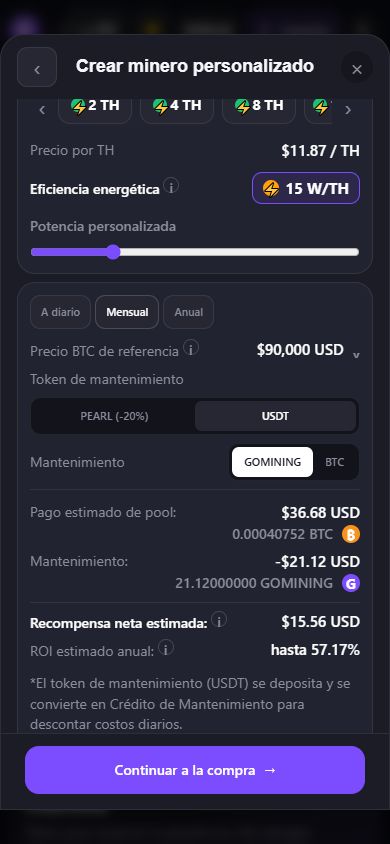 ‹
Crear minero personalizado
×
‹ 2 TH 4 TH 8 TH ›
Precio por TH $11.87 / TH
Eficiencia energética i 15 W/TH
Potencia personalizada
A diario Mensual Anual
Precio BTC de referencia i $90,000 USD v
Token de mantenimiento
PEARL (-20%) USDT
Mantenimiento GOMINING BTC
Pago estimado de pool: $36.68 USD
0.00040752 BTC
Mantenimiento: -$21.12 USD
21.12000000 GOMINING G
Recompensa neta estimada: i $15.56 USD
ROI estimado anual: i hasta 57.17%
*El token de mantenimiento (USDT) se deposita y se
convierte en Crédito de Mantenimiento para
descontar costos diarios.
Continuar a la compra →